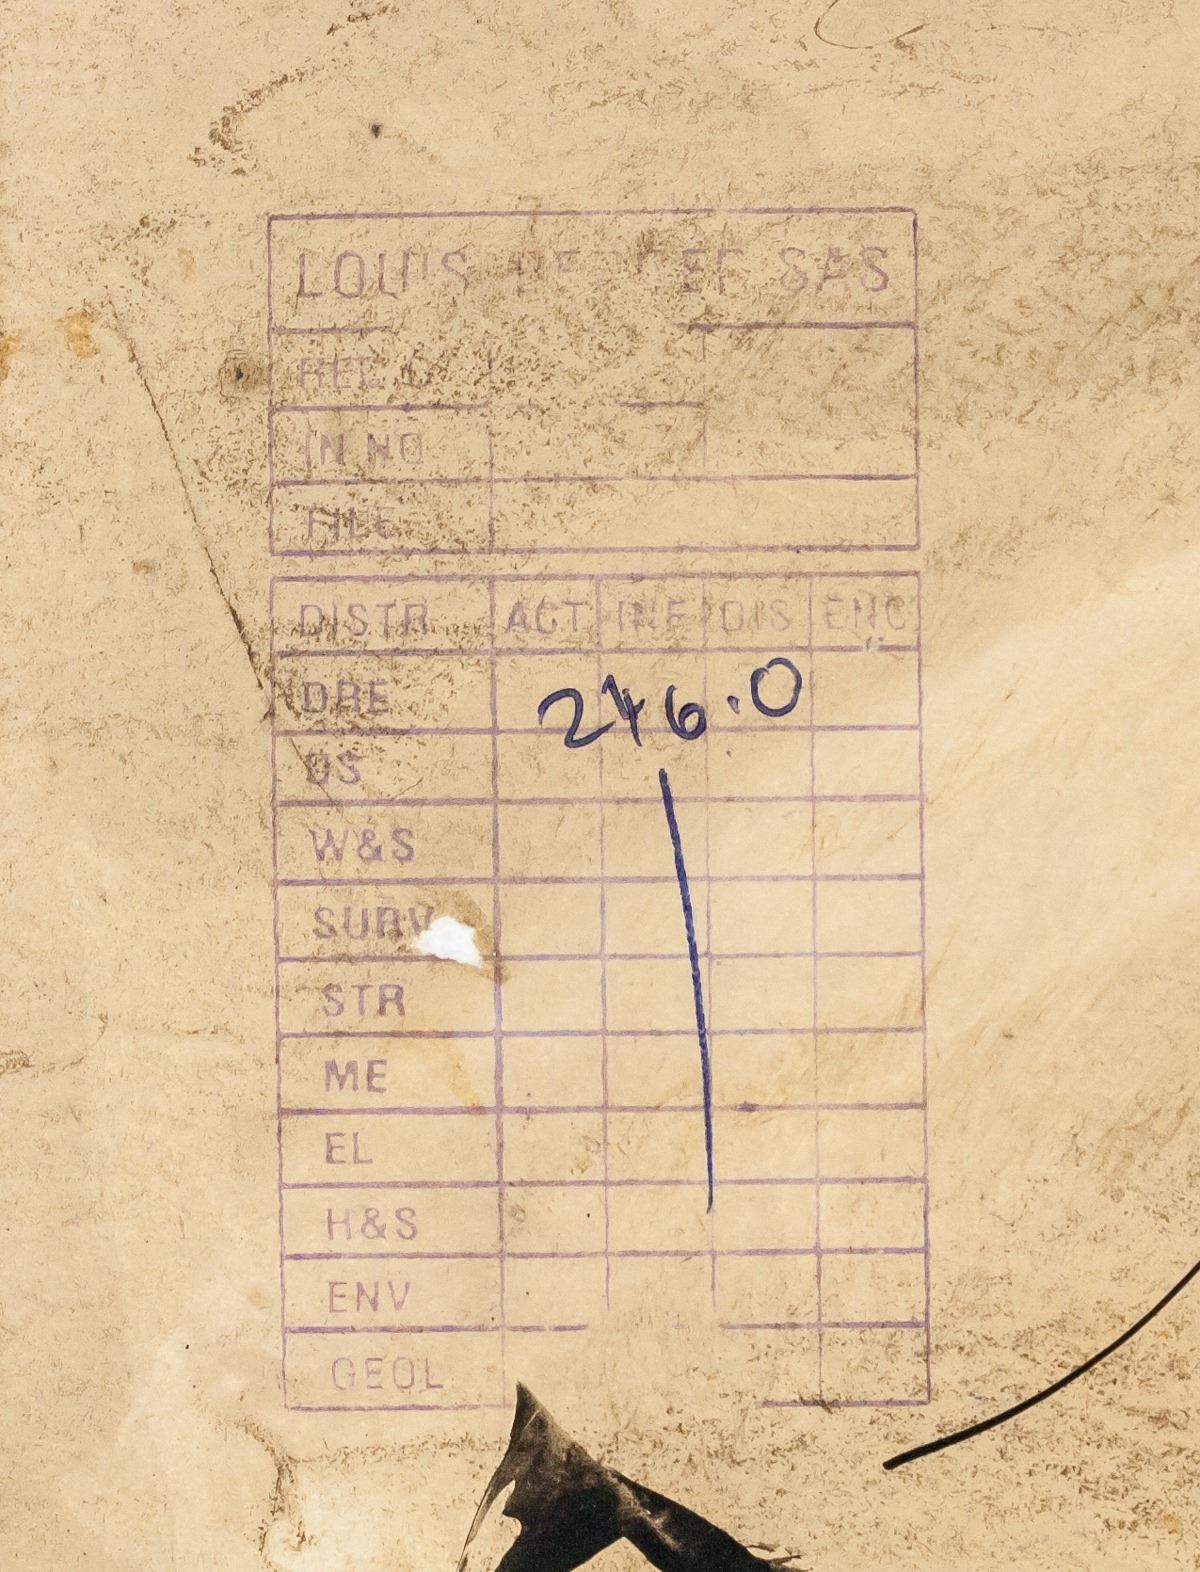 LOUIS SAS
IN NO
FILE
DISTR ACT INF DIS ENC
DRE
246.0
DS
W&S
SURV
STR
ME
EL
H&S
ENV
GEOL